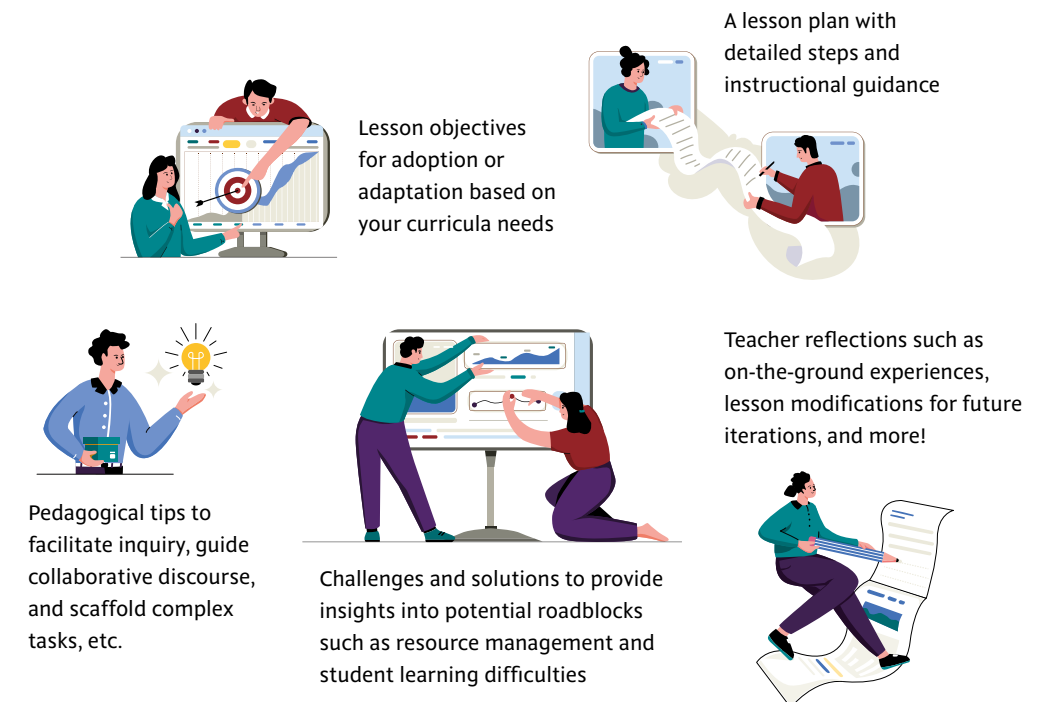 Lesson objectives
for adoption or
adaptation based on
your curricula needs
A lesson plan with
detailed steps and
instructional guidance
Pedagogical tips to
facilitate inquiry, guide
collaborative discourse,
and scaffold complex
tasks, etc.
Challenges and solutions to provide
insights into potential roadblocks
such as resource management and
student learning difficulties
Teacher reflections such as
on-the-ground experiences,
lesson modifications for future
iterations, and more!